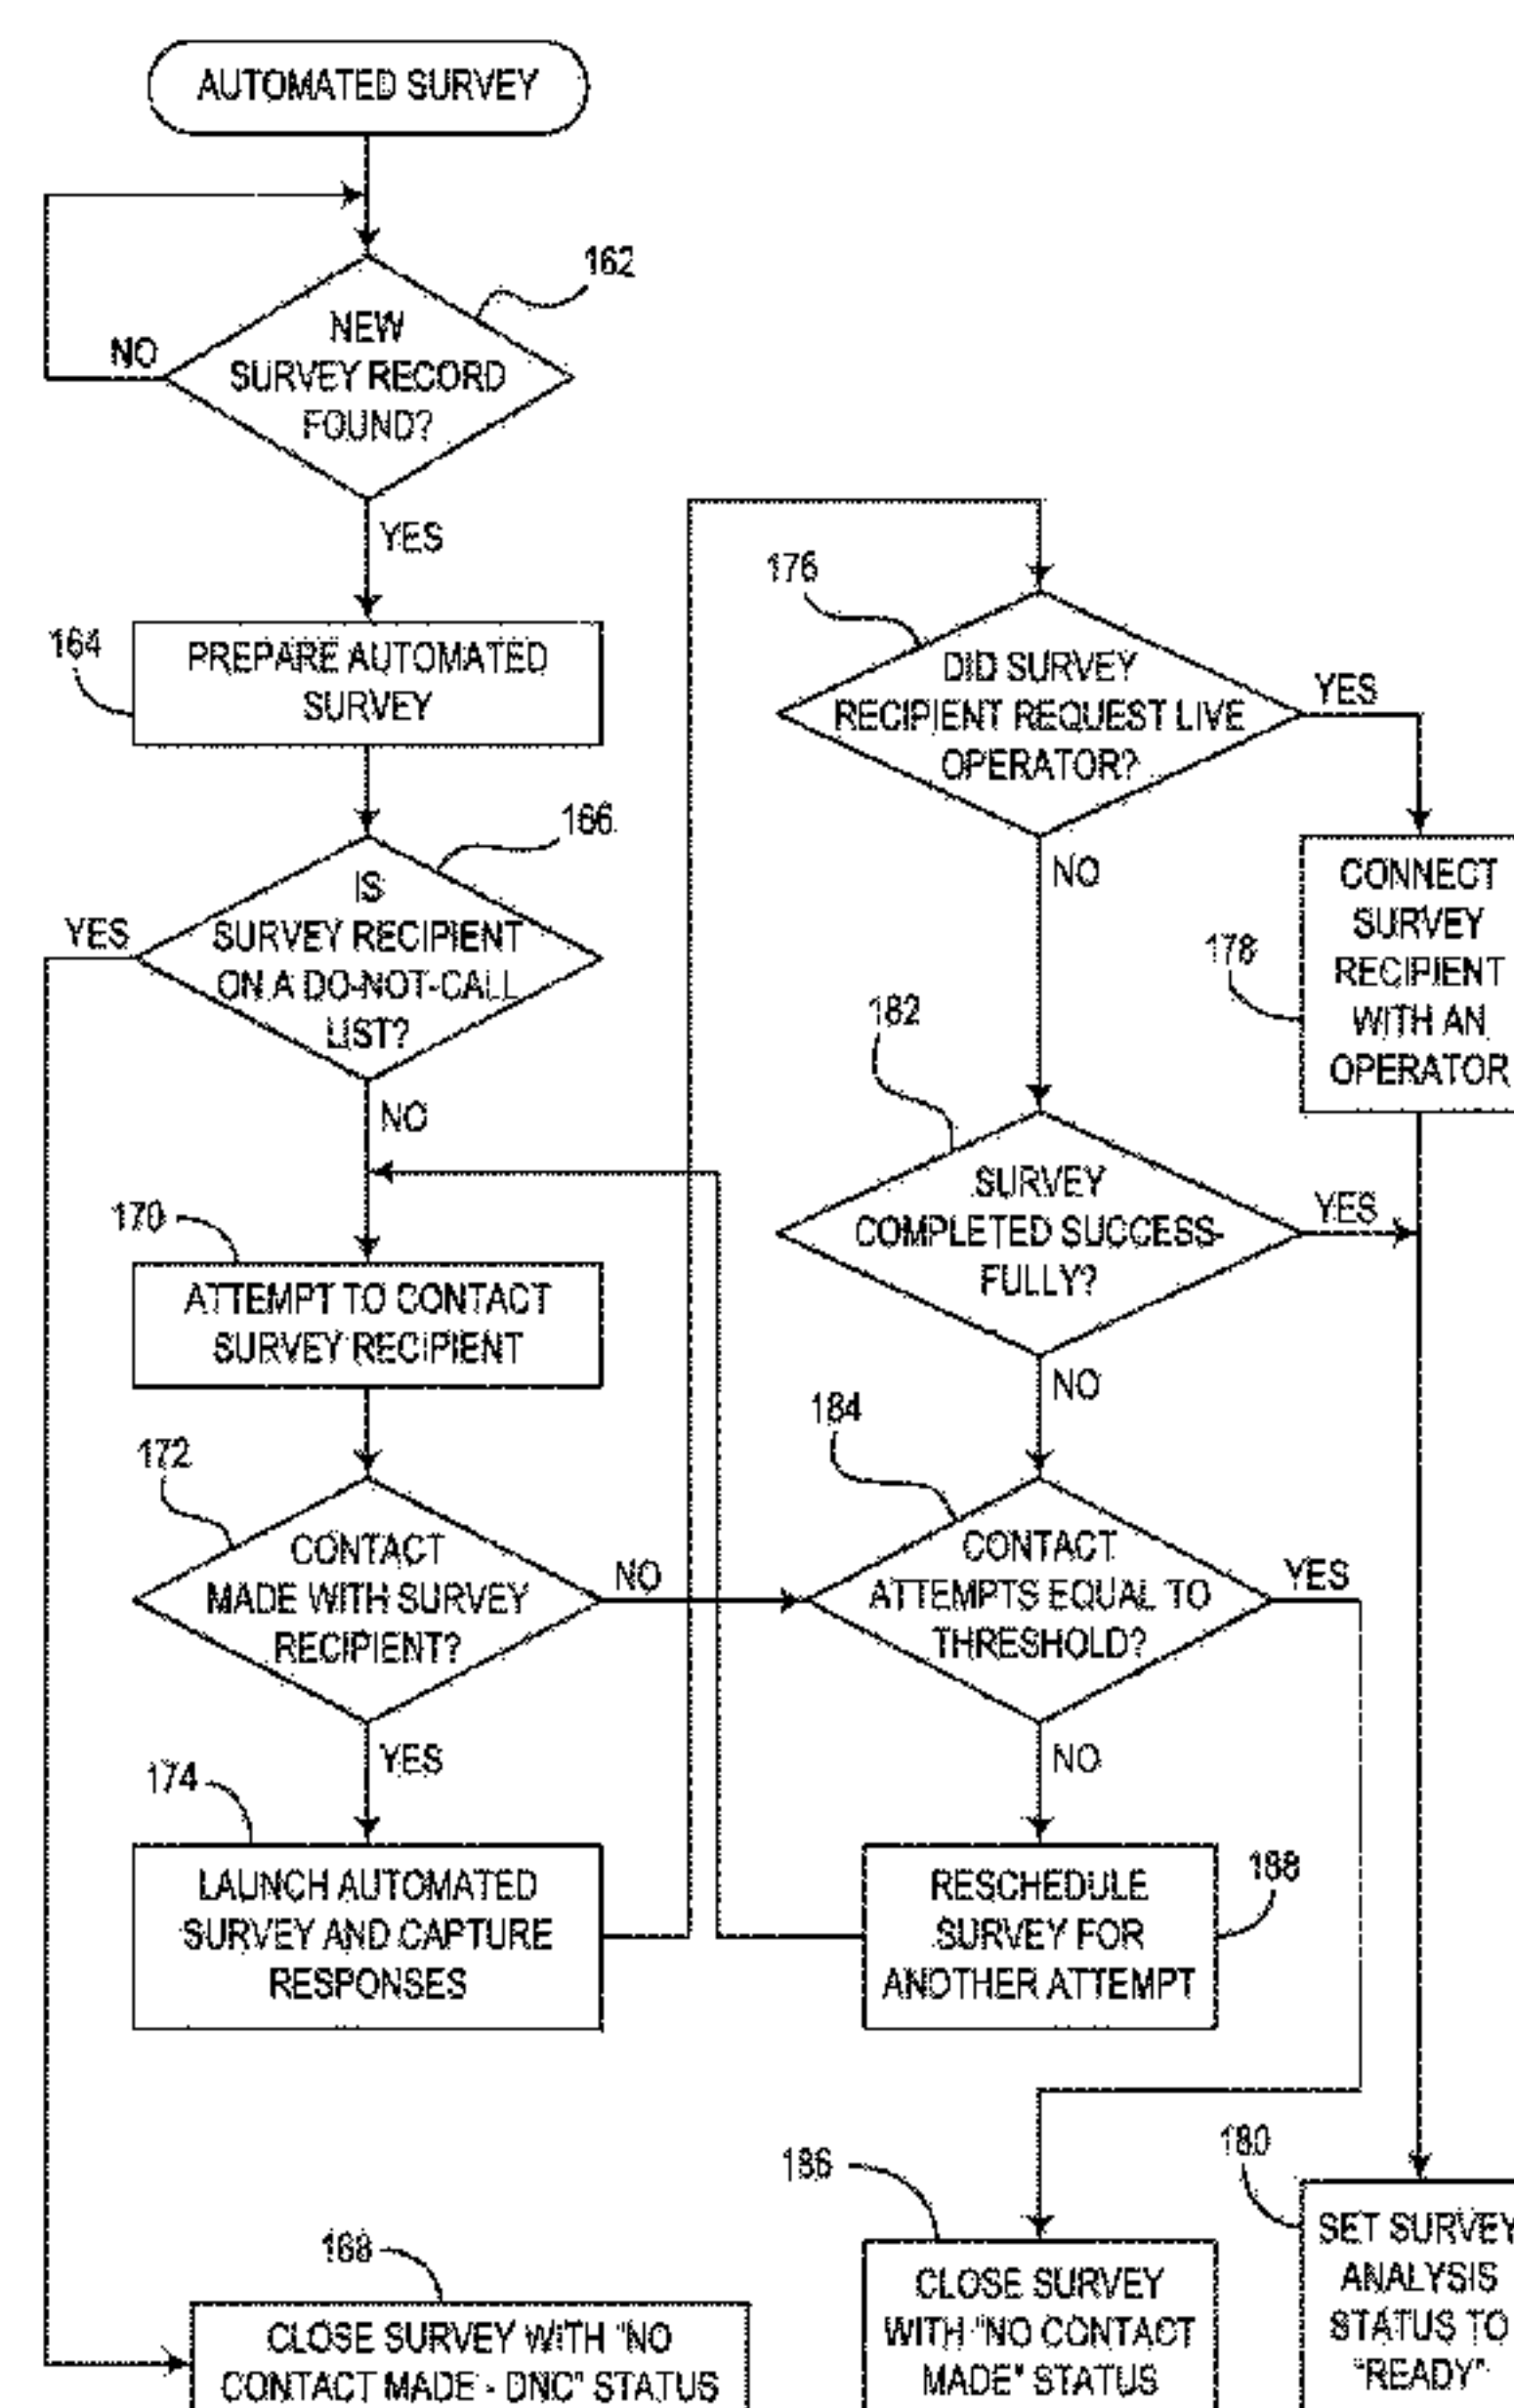 AUTOMATED SURVEY
162
NEW
SURVEY RECORD
FOUND?
NO
YES
164
PREPARE AUTOMATED
SURVEY
166
IS
SURVEY RECIPIENT
ON A DO-NOT-CALL
LIST?
YES
NO
170
ATTEMPT TO CONTACT
SURVEY RECIPIENT
172
CONTACT
MADE WITH SURVEY
RECIPIENT?
NO
YES
174
LAUNCH AUTOMATED
SURVEY AND CAPTURE
RESPONSES
168
CLOSE SURVEY WITH "NO
CONTACT MADE - DNC" STATUS
176
DID SURVEY
RECIPIENT REQUEST LIVE
OPERATOR?
YES
NO
178
CONNECT
SURVEY
RECIPIENT
WITH AN
OPERATOR
182
SURVEY
COMPLETED SUCCESS-
FULLY?
YES
NO
184
CONTACT
ATTEMPTS EQUAL TO
THRESHOLD?
YES
NO
188
RESCHEDULE
SURVEY FOR
ANOTHER ATTEMPT
186
CLOSE SURVEY
WITH "NO CONTACT
MADE" STATUS
180
SET SURVEY
ANALYSIS
STATUS TO
"READY"